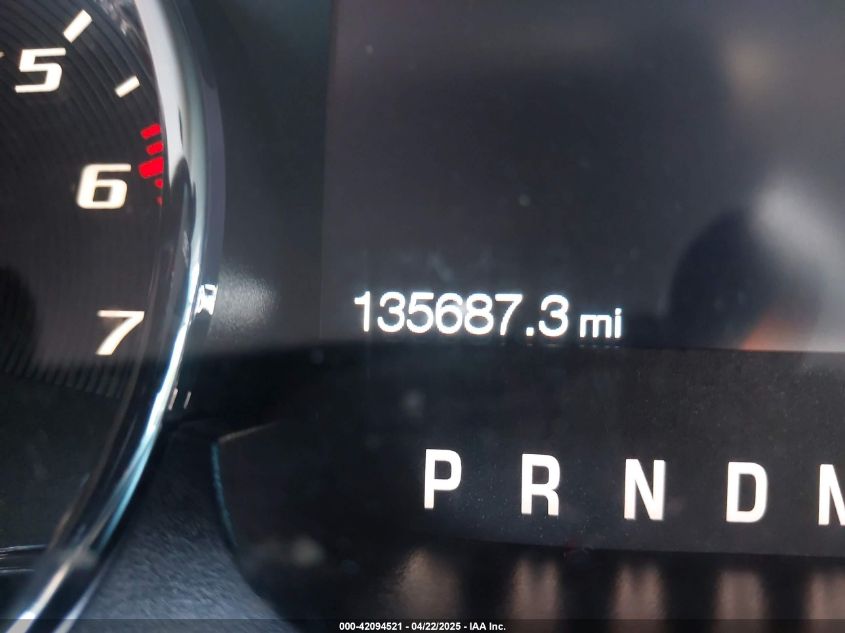 5
6
7
135687.3 mi
P R N D M
000-42094521 - 04/22/2025 - IAA Inc.